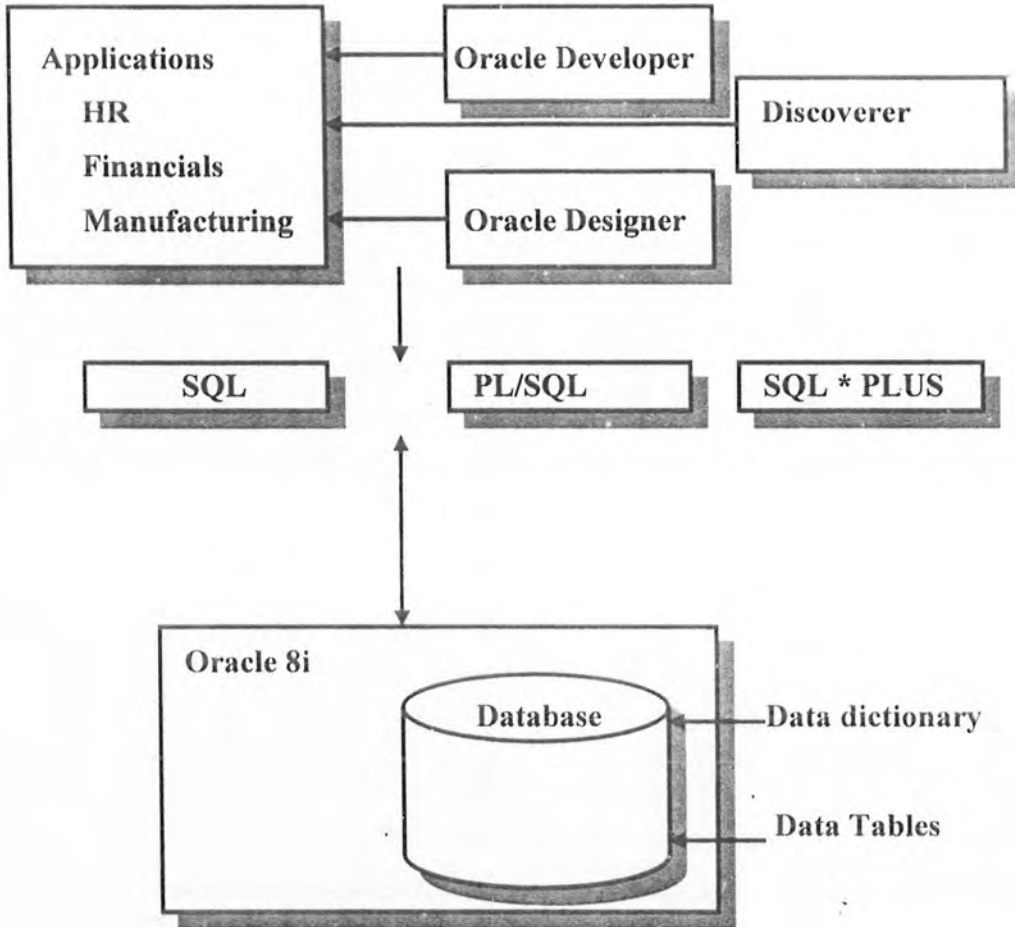 Applications
HR
Financials
Manufacturing
Oracle Developer
Discoverer
Oracle Designer
SQL
PL/SQL
SQL * PLUS
Oracle 8i
Database
Data dictionary
Data Tables